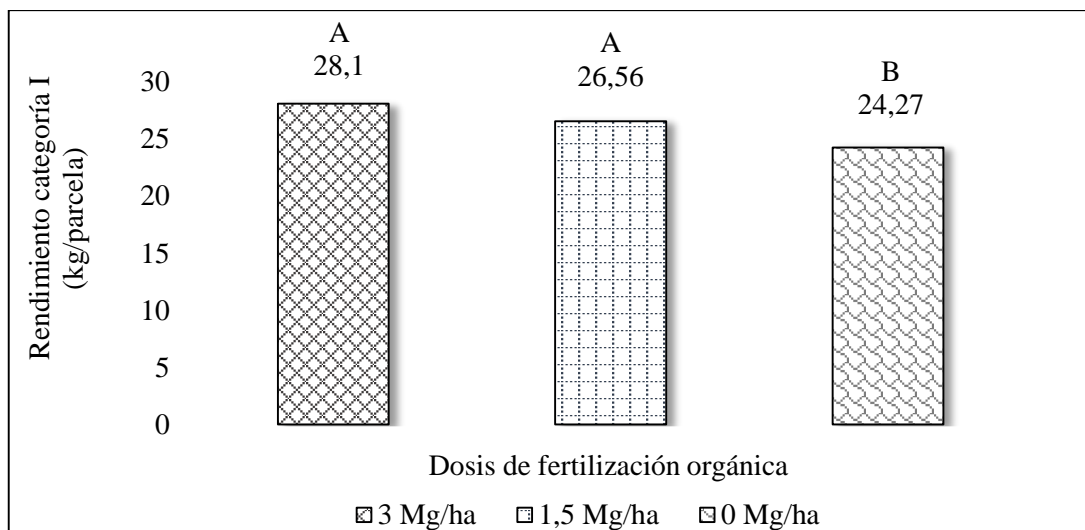 A
28,1
A
26,56
B
24,27
Rendimiento categoría I
(kg/parcela)
30
25
20
15
10
5
0
Dosis de fertilización orgánica
3 Mg/ha
1,5 Mg/ha
0 Mg/ha